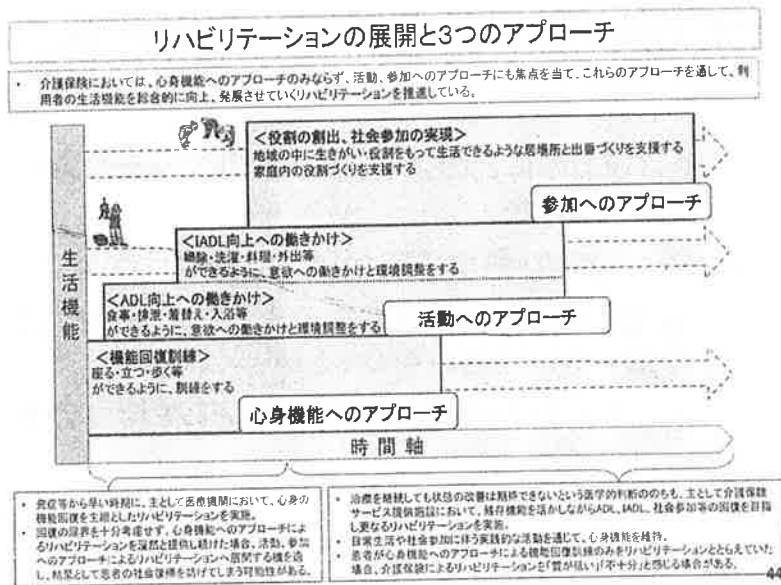 リハビリテーションの展開と3つのアプローチ
・ 介護保険においては、心身機能へのアプローチのみならず、活動、参加へのアプローチにも焦点を当て、これらのアプローチを通して、利
用者の生活機能を総合的に向上、発展させていくリハビリテーションを推進している。
<役割の創出、社会参加の実現>
地域の中に生きがい・役割をもって生活できるような居場所と出番づくりを支援する
家庭内の役割づくりを支援する
参加へのアプローチ
<IADL向上への働きかけ>
掃除・洗濯・料理・外出等
ができるように、意欲への働きかけと環境調整をする
<ADL向上への働きかけ>
食事・排泄・着替え・入浴等
ができるように、意欲への働きかけと環境調整をする
活動へのアプローチ
<機能回復訓練>
座る・立つ・歩く等
ができるように、訓練をする
心身機能へのアプローチ
生活機能
時間軸
・ 発症等から早い時期に、主として医療機関において、心身の
機能回復を主眼としたリハビリテーションを実施。
・ 回復の限界を十分考慮せず、心身機能へのアプローチによ
るリハビリテーションを漫然と提供し続けた場合、活動、参加
へのアプローチによるリハビリテーションへ展開する機を逸
し、結果として患者の社会復帰を妨げてしまう可能性がある。
・ 治療を継続しても状態の改善は期待できないという医学的判断ののちも、主として介護保険
サービス提供施設において、残存機能を活かしながらADL、IADL、社会参加等の回復を目指
し更なるリハビリテーションを実施。
・ 日常生活や社会参加に伴う実践的な活動を通じて、心身機能を維持。
・ 患者が心身機能へのアプローチによる機能回復訓練のみをリハビリテーションととらえていた
場合、介護保険によるリハビリテーションを「質が低い」「不十分」と感じる場合がある。
44